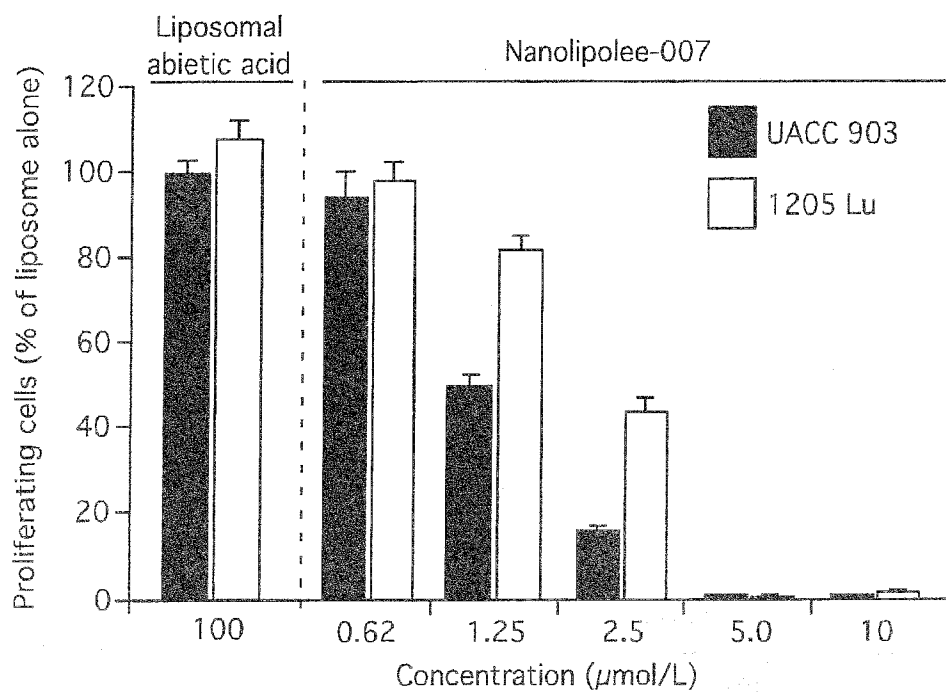 Liposomal
abietic acid
Nanolipolee-007
Proliferating cells (% of liposome alone)
120
100
80
60
40
20
0
UACC 903
1205 Lu
100
0.62
1.25
2.5
5.0
10
Concentration (µmol/L)